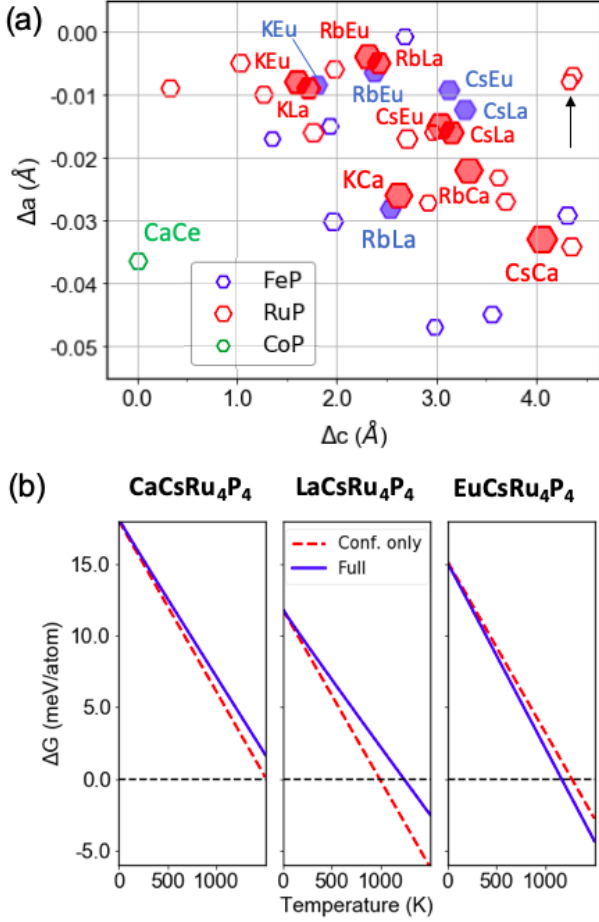 (a)
0.00
-0.01
-0.02
-0.03
-0.04
-0.05
Δa (Å)
KEu
RbEu
KEu
RbLa
KLa
RbEu
CsEu
CsLa
CsEu
CsLa
KCa
RbCa
RbLa
CsCa
CaCe
FeP
RuP
CoP
0.0 1.0 2.0 3.0 4.0
Δc (Å)
(b)
CaCsRu₄P₄ LaCsRu₄P₄ EuCsRu₄P₄
Conf. only
Full
15.0
10.0
5.0
0.0
-5.0
ΔG (meV/atom)
0 500 1000 0 500 1000 0 500 1000
Temperature (K)